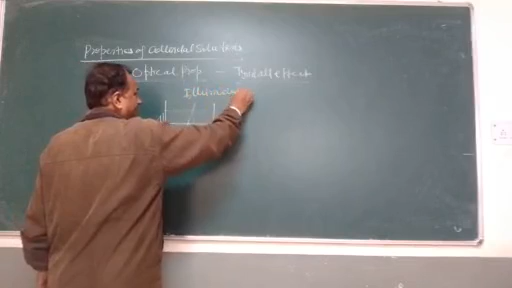 Properties of Colloidal Solutions
Optical Prop - Tyndall effect